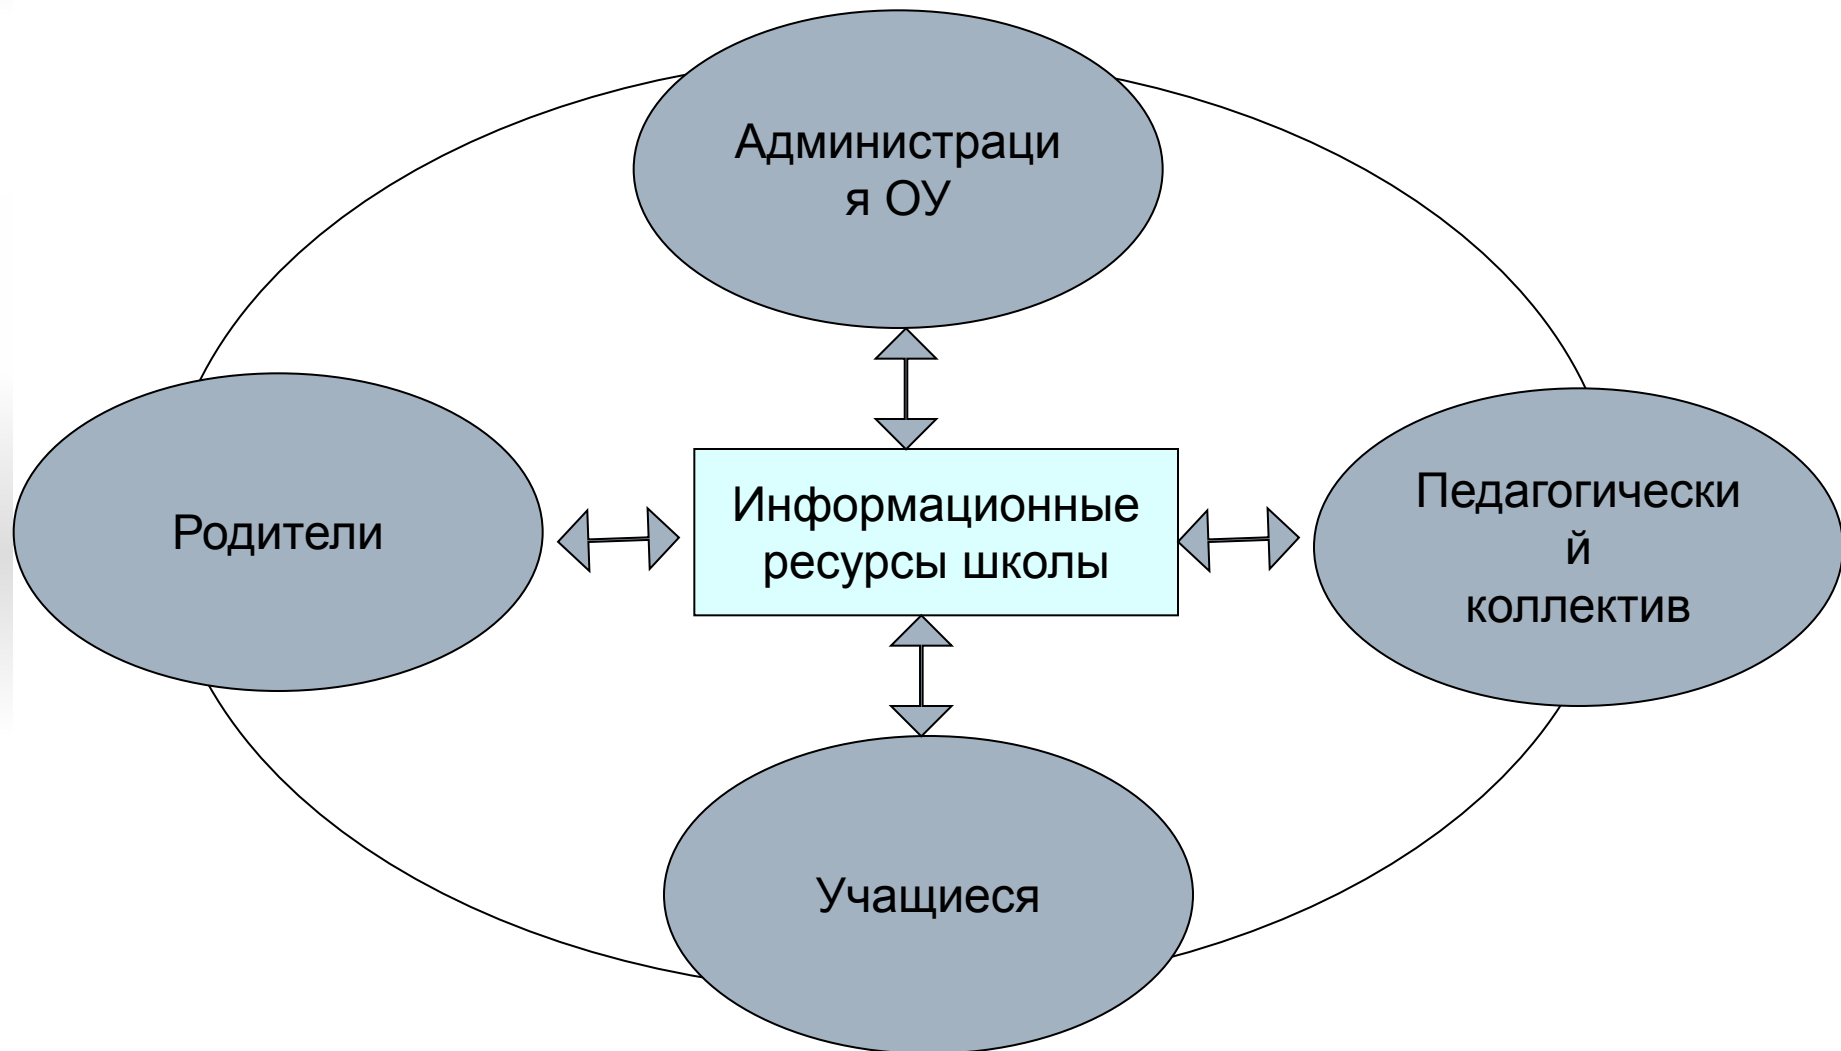 Администраци
я ОУ
Родители
Информационные
ресурсы школы
Педагогически
й
коллектив
Учащиеся